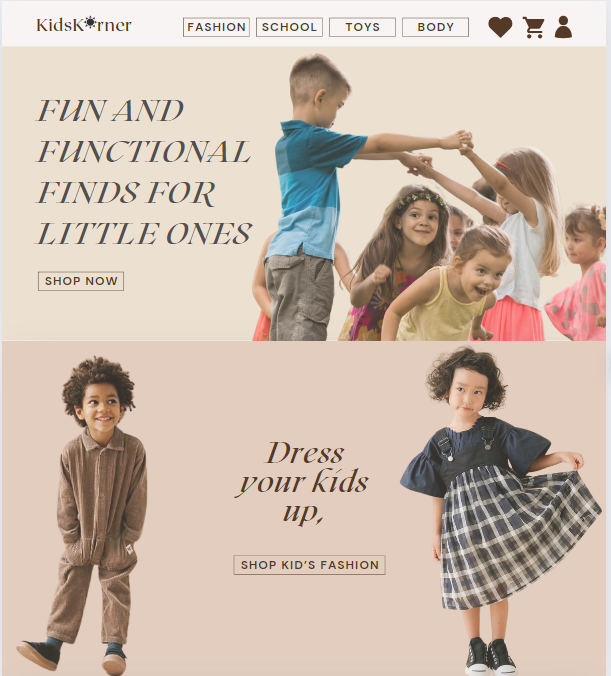 KidsKorner
FASHION
SCHOOL
TOYS
BODY
FUN AND
FUNCTIONAL
FINDS FOR
LITTLE ONES
SHOP NOW
Dress
your kids
up,
SHOP KID'S FASHION